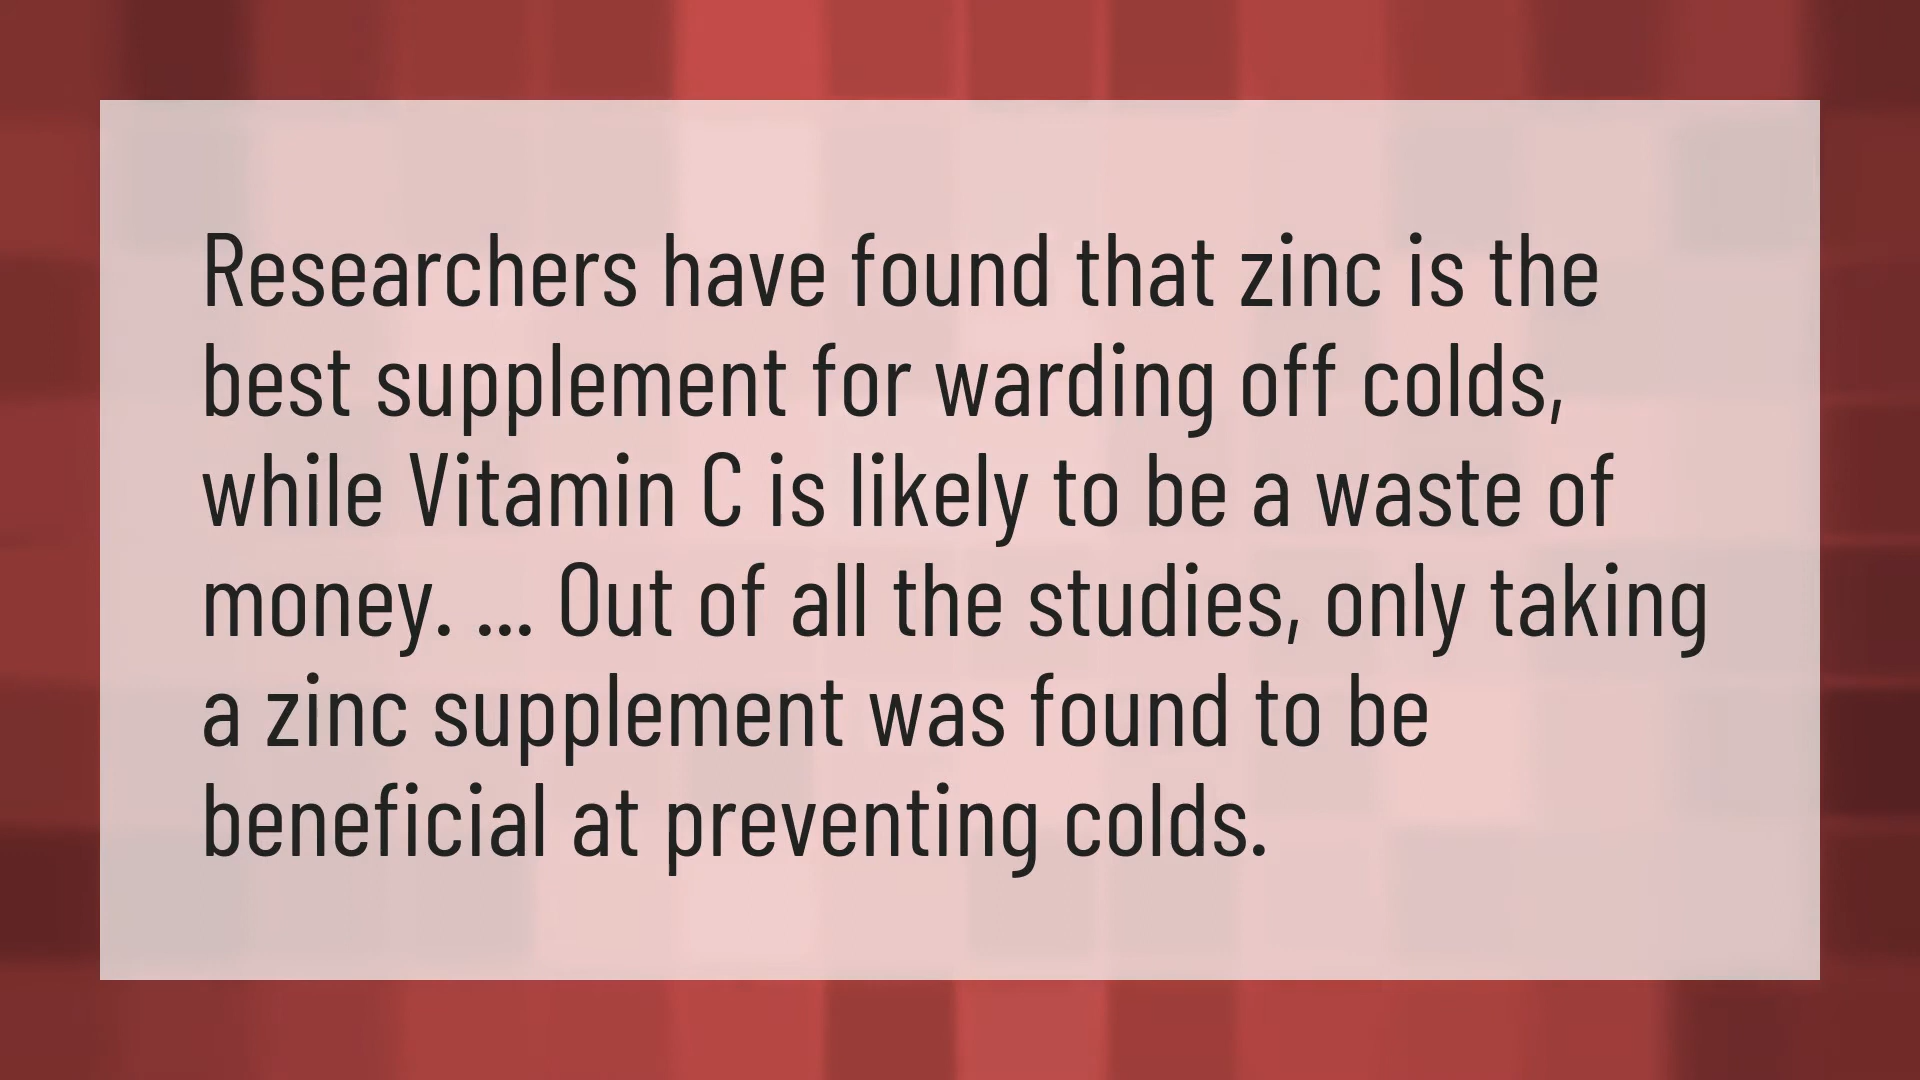 Researchers have found that zinc is the
best supplement for warding off colds,
while Vitamin C is likely to be a waste of
money. ... Out of all the studies, only taking
a zinc supplement was found to be
beneficial at preventing colds.